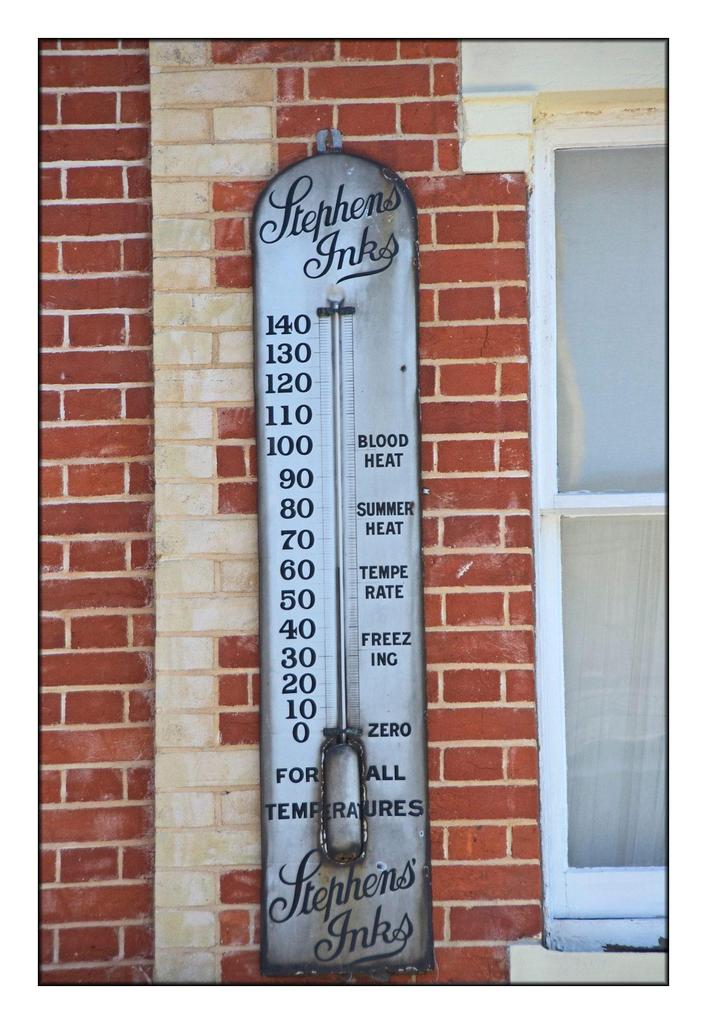 Stephens'
Inks
140
130
120
110
100 BLOOD
HEAT
90
80 SUMMER
HEAT
70
60 TEMPE
RATE
50
40 FREEZ
ING
30
20
10
0 ZERO
FOR ALL
TEMPERATURES
Stephens'
Inks